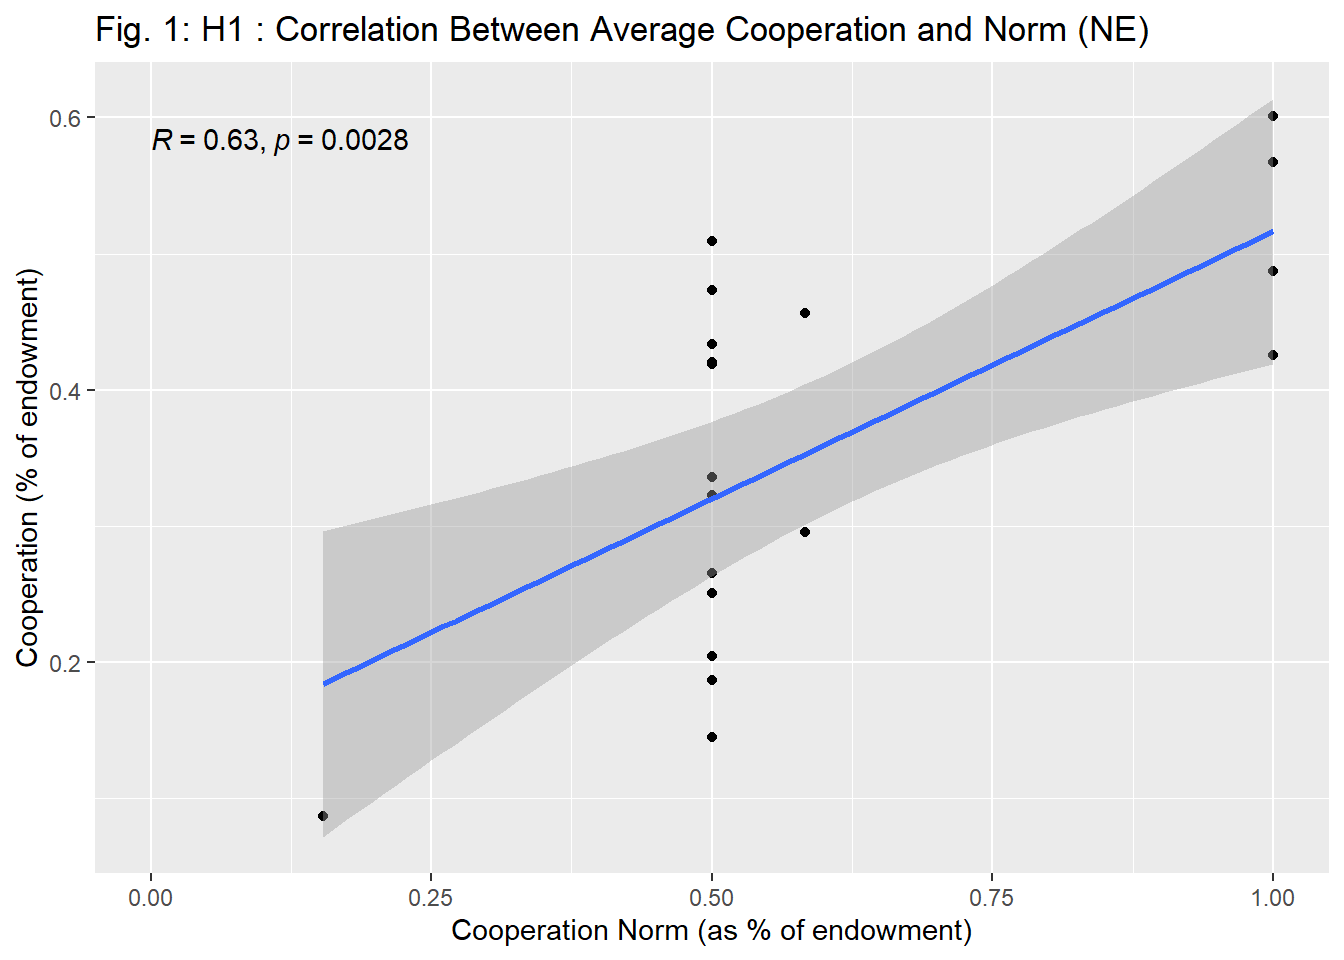 Fig. 1: H1 : Correlation Between Average Cooperation and Norm (NE)
R = 0.63, p = 0.0028
Cooperation (% of endowment)
0.6
0.4
0.2
0.00 0.25 0.50 0.75 1.00
Cooperation Norm (as % of endowment)